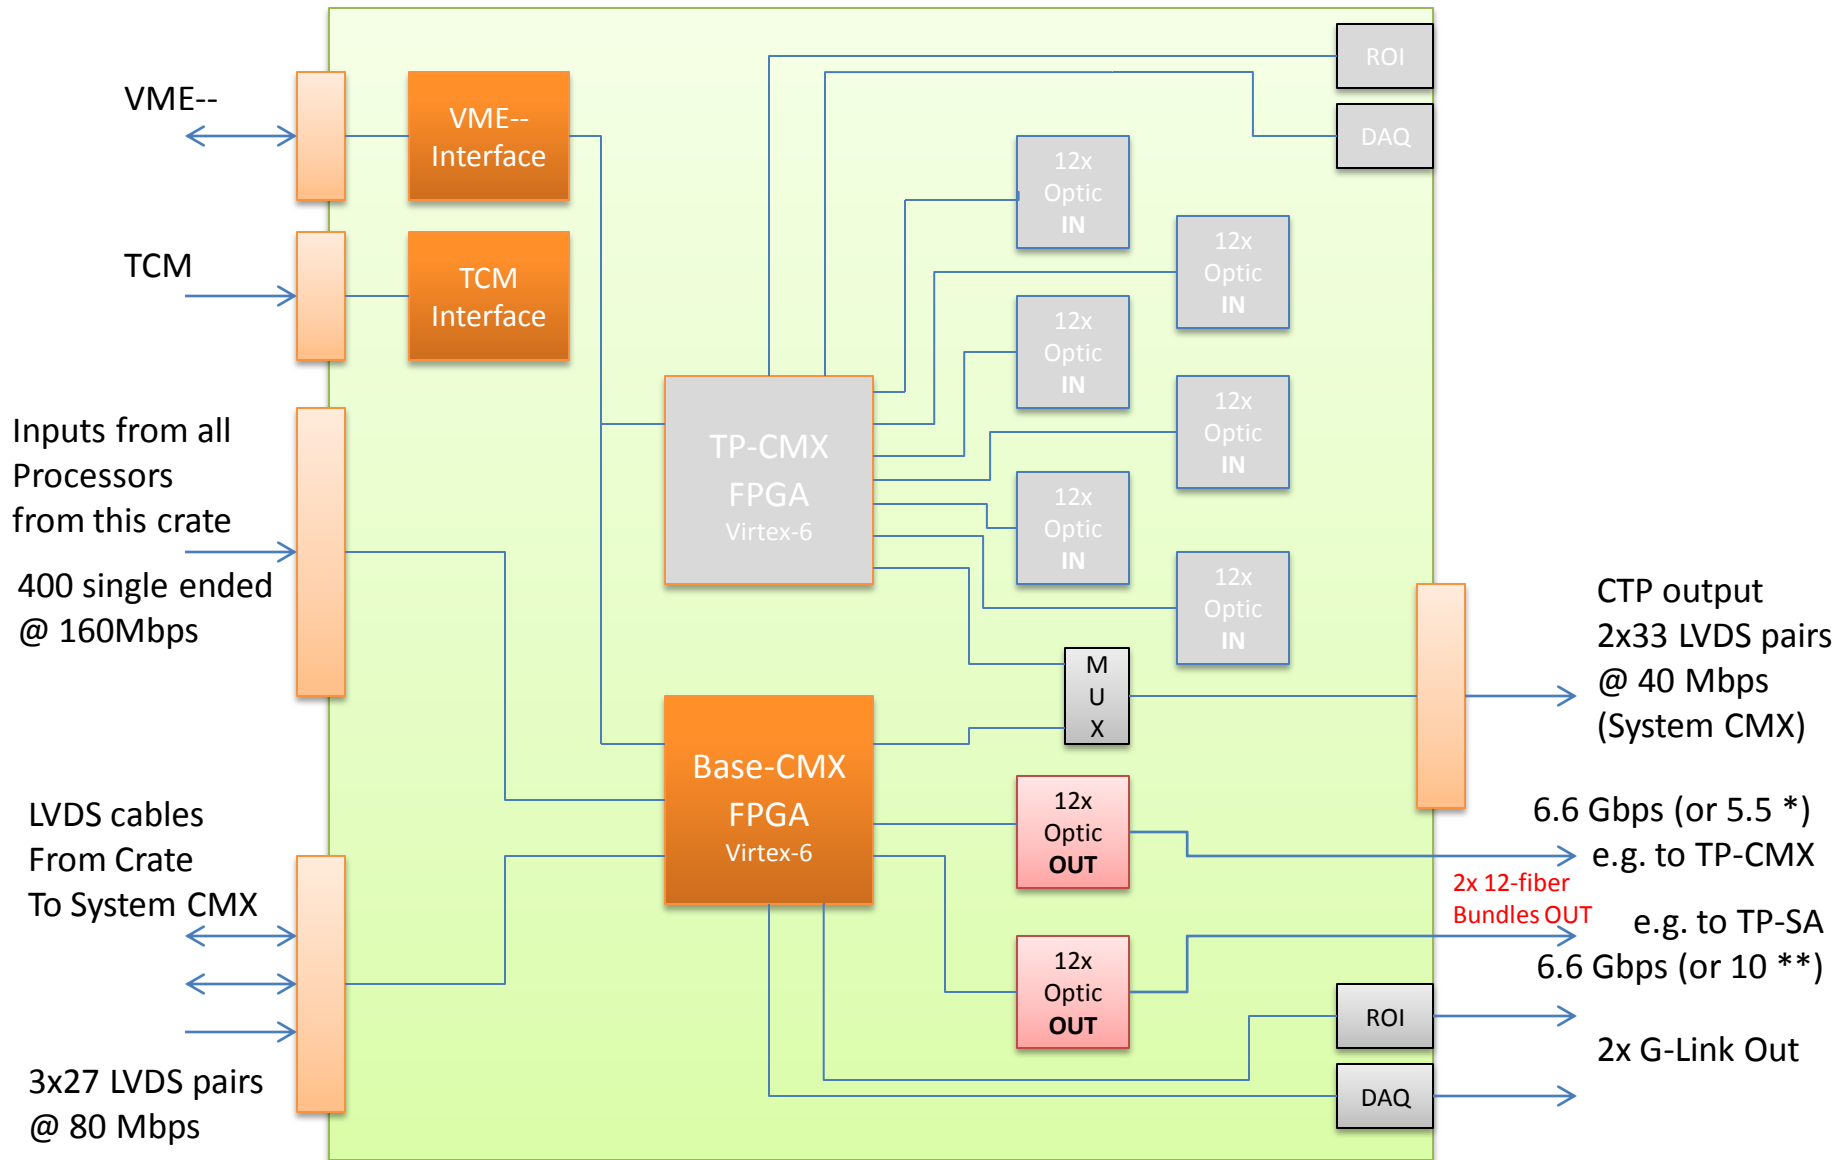 VME--
TCM
Inputs from all
Processors
from this crate
400 single ended
@ 160Mbps
LVDS cables
From Crate
To System CMX
3x27 LVDS pairs
@ 80 Mbps
VME--
Interface
TCM
Interface
TP-CMX
FPGA
Virtex-6
Base-CMX
FPGA
Virtex-6
12x
Optic
IN
12x
Optic
IN
12x
Optic
IN
12x
Optic
IN
12x
Optic
IN
12x
Optic
IN
M
U
X
12x
Optic
OUT
12x
Optic
OUT
ROI
DAQ
ROI
DAQ
CTP output
2x33 LVDS pairs
@ 40 Mbps
(System CMX)
6.6 Gbps (or 5.5 *)
e.g. to TP-CMX
2x 12-fiber
Bundles OUT
e.g. to TP-SA
6.6 Gbps (or 10 **)
2x G-Link Out